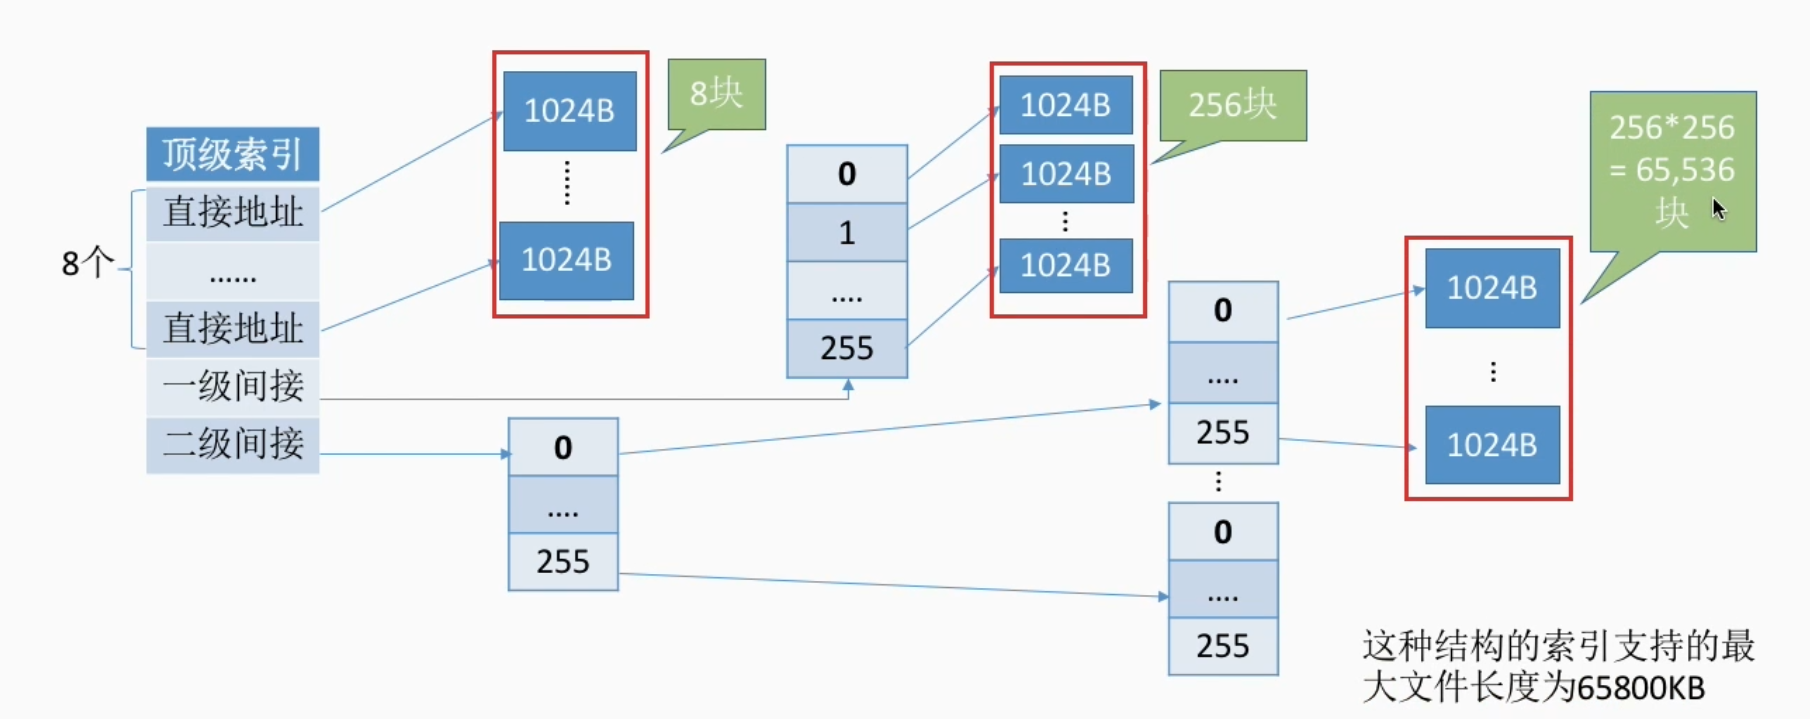 顶级索引
8个
直接地址
......
直接地址
一级间接
二级间接
1024B
1024B
8块
0
1
....
255
1024B
1024B
1024B
256块
0
....
255
0
....
255
0
....
255
1024B
1024B
256*256
= 65,536
块
这种结构的索引支持的最
大文件长度为65800KB